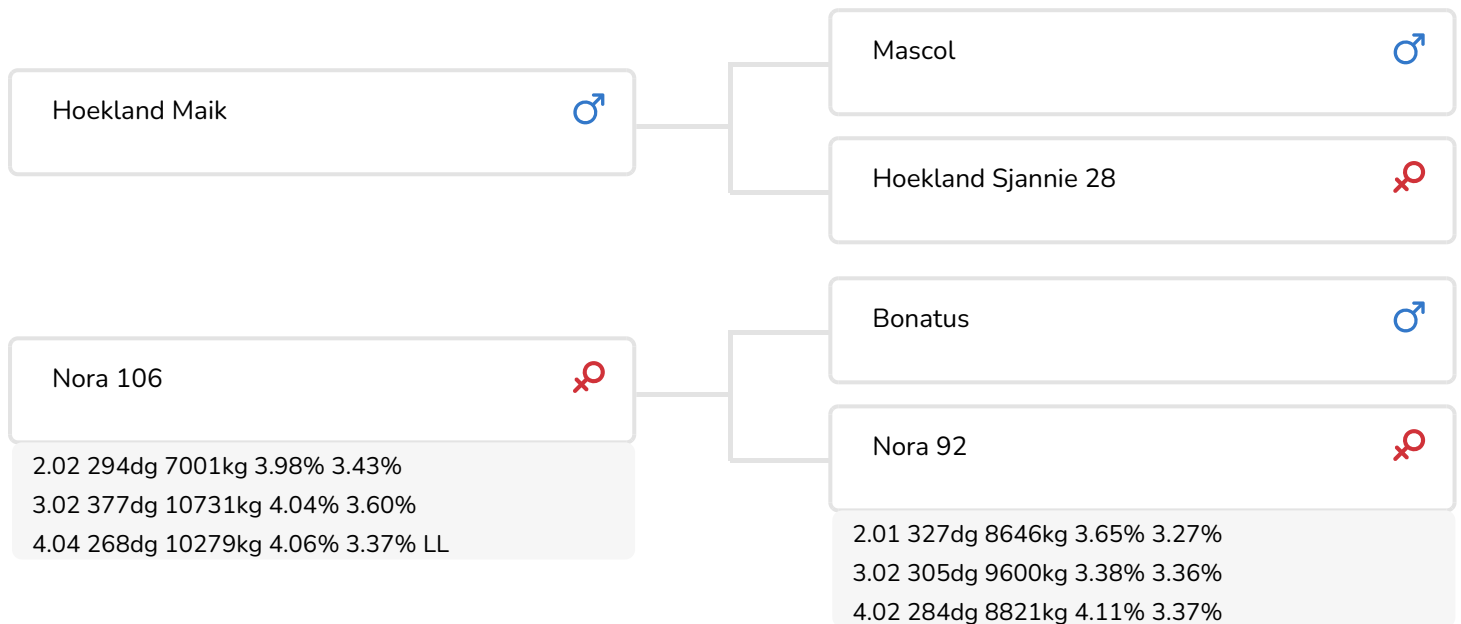 Hoekland Maik
Mascol
Hoekland Sjannie 28
Nora 106
2.02 294dg 7001kg 3.98% 3.43%
3.02 377dg 10731kg 4.04% 3.60%
4.04 268dg 10279kg 4.06% 3.37% LL
Bonatus
Nora 92
2.01 327dg 8646kg 3.65% 3.27%
3.02 305dg 9600kg 3.38% 3.36%
4.02 284dg 8821kg 4.11% 3.37%